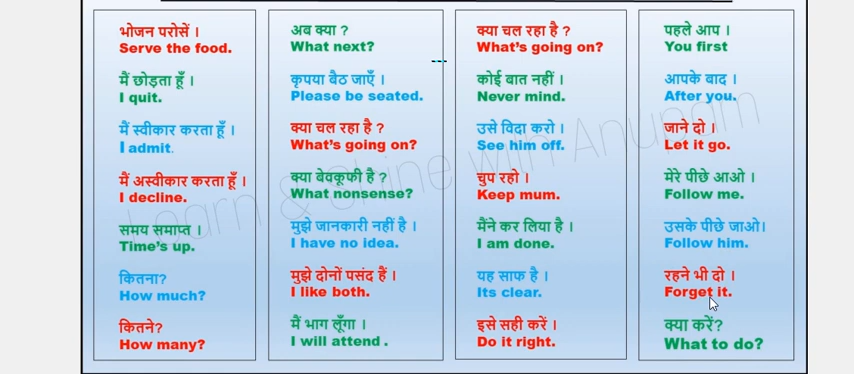 भोजन परोसें ।
Serve the food.
मैं छोड़ता हूँ ।
I quit.
मैं स्वीकार करता हूँ ।
I admit.
मैं अस्वीकार करता हूँ ।
I decline.
समय समाप्त ।
Time's up.
कितना?
How much?
कितने?
How many?
अब क्या ?
What next?
कृपया बैठ जाएँ ।
Please be seated.
क्या चल रहा है ?
What's going on?
क्या बेवकूफी है ?
What nonsense?
मुझे जानकारी नहीं है ।
I have no idea.
मुझे दोनों पसंद हैं ।
I like both.
मैं भाग लूँगा ।
I will attend .
क्या चल रहा है ?
What's going on?
कोई बात नहीं ।
Never mind.
उसे विदा करो ।
See him off.
चुप रहो ।
Keep mum.
मैंने कर लिया है ।
I am done.
यह साफ है ।
Its clear.
इसे सही करें ।
Do it right.
पहले आप ।
You first
आपके बाद ।
After you.
जाने दो ।
Let it go.
मेरे पीछे आओ ।
Follow me.
उसके पीछे जाओ।
Follow him.
रहने भी दो ।
Forget it.
क्या करें?
What to do?
Learn & Shine with Anupam